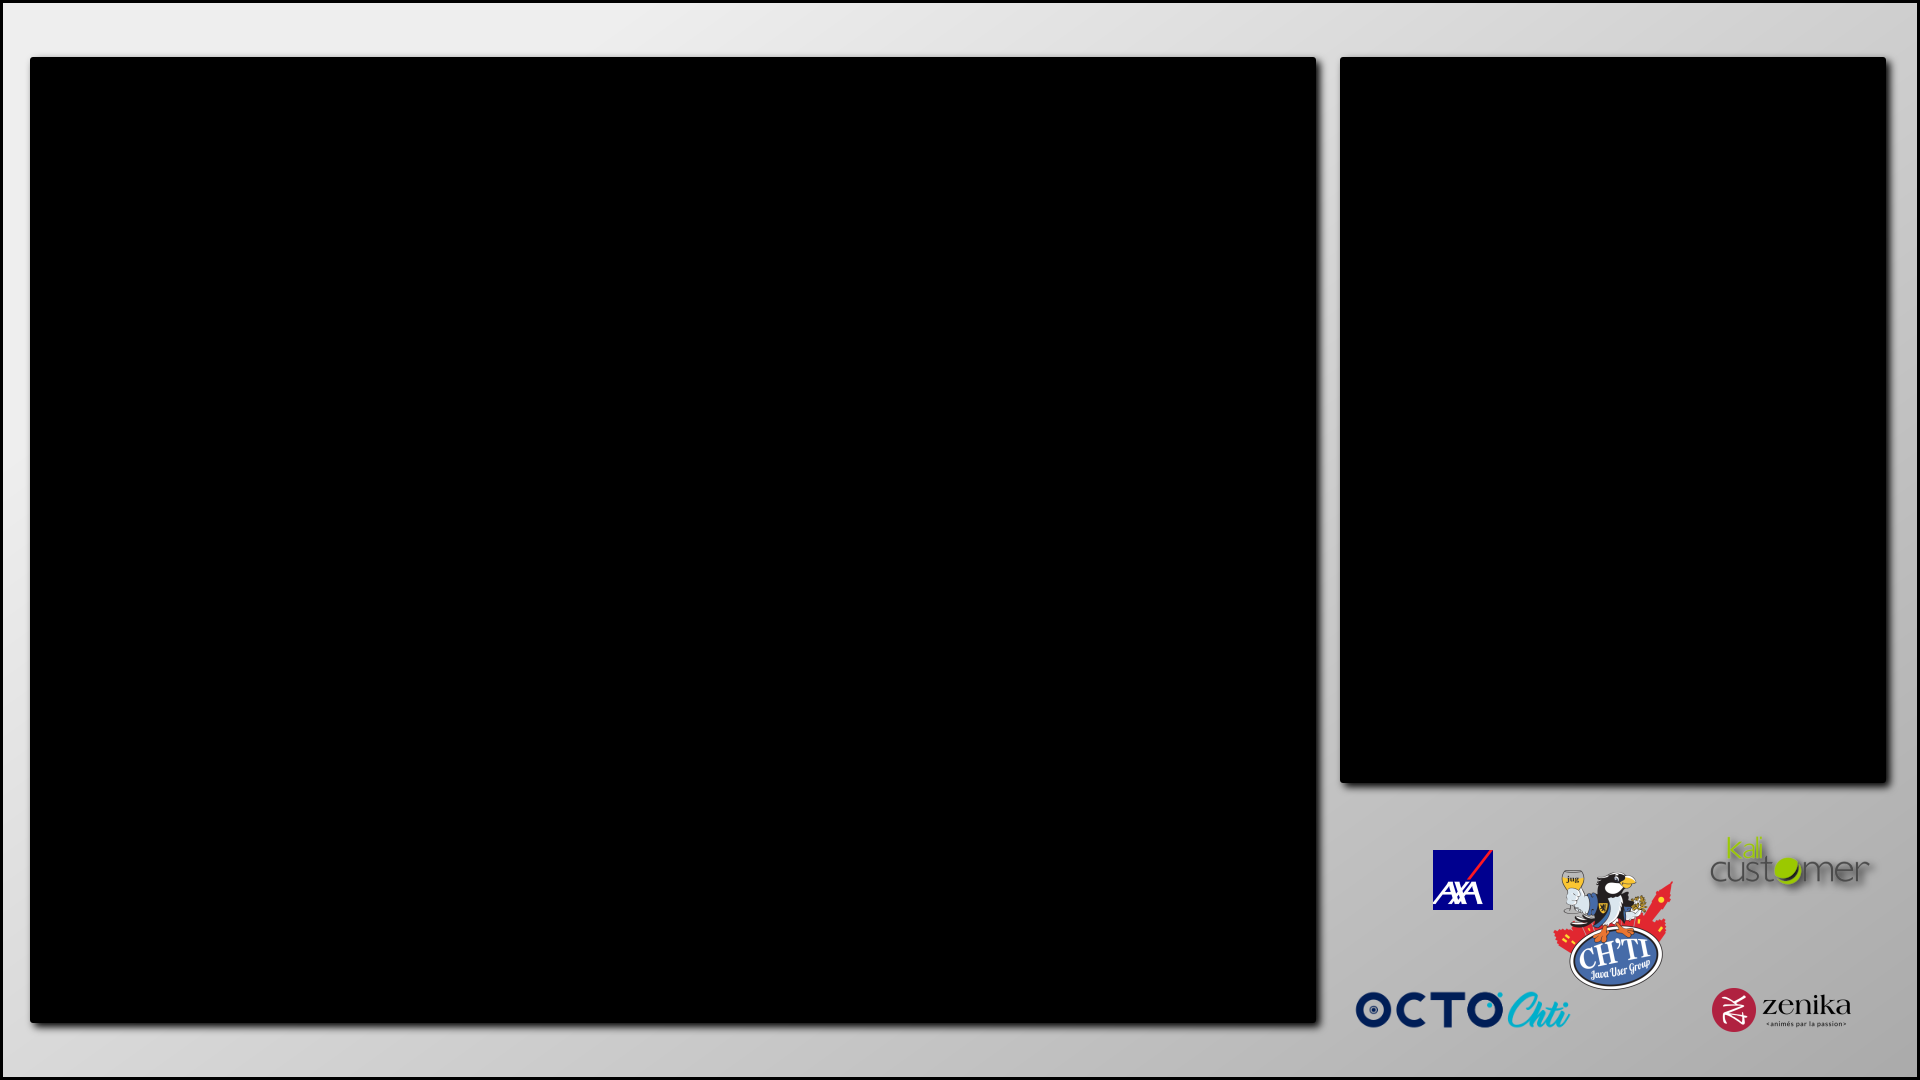 kali
customer
AXA
jug
CH'TI
Java User Group
OCTO Chti
zenika
<animés par la passion>